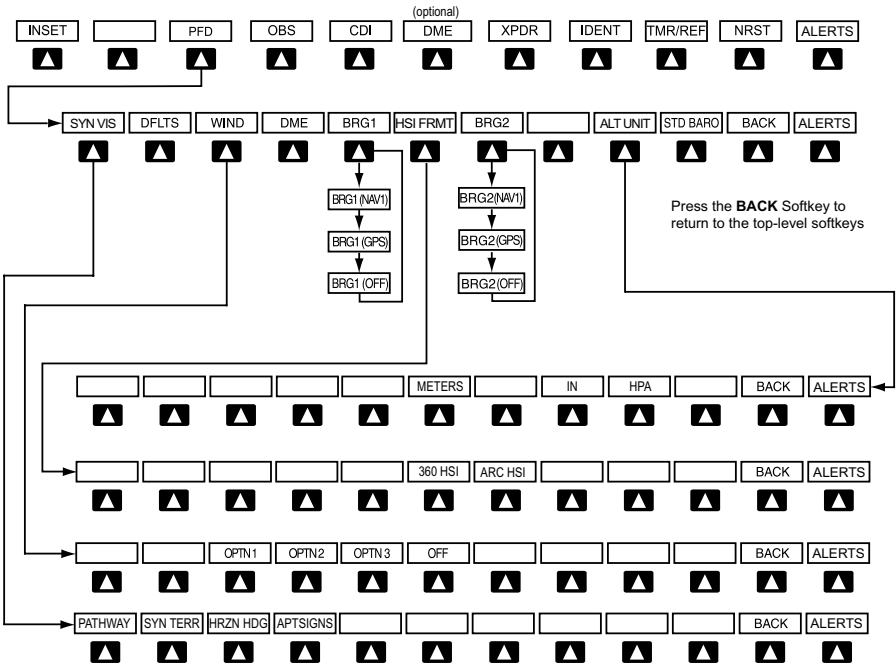 (optional)
INSET PFD OBS CDI DME XPDR IDENT TMR/REF NRST ALERTS
SYN VIS DFLTS WIND DME BRG1 HSI FRMT BRG2 ALT UNIT STD BARO BACK ALERTS
BRG1 (NAV1) BRG2(NAV1)
BRG1 (GPS) BRG2 (GPS)
BRG1 (OFF) BRG2 (OFF)
Press the BACK Softkey to
return to the top-level softkeys
METERS IN HPA BACK ALERTS
360 HSI ARC HSI BACK ALERTS
OPTN 1 OPTN 2 OPTN 3 OFF BACK ALERTS
PATHWAY SYN TERR HRZN HDG APTSIGNS BACK ALERTS